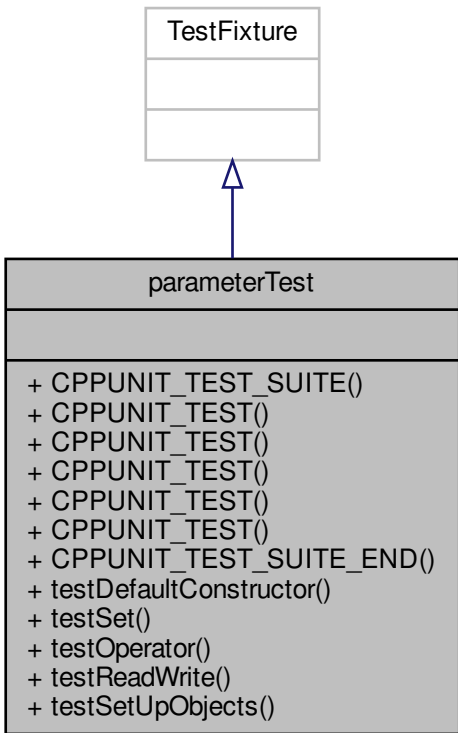 TestFixture
parameterTest
+ CPPUNIT_TEST_SUITE()
+ CPPUNIT_TEST()
+ CPPUNIT_TEST()
+ CPPUNIT_TEST()
+ CPPUNIT_TEST()
+ CPPUNIT_TEST()
+ CPPUNIT_TEST_SUITE_END()
+ testDefaultConstructor()
+ testSet()
+ testOperator()
+ testReadWrite()
+ testSetUpObjects()